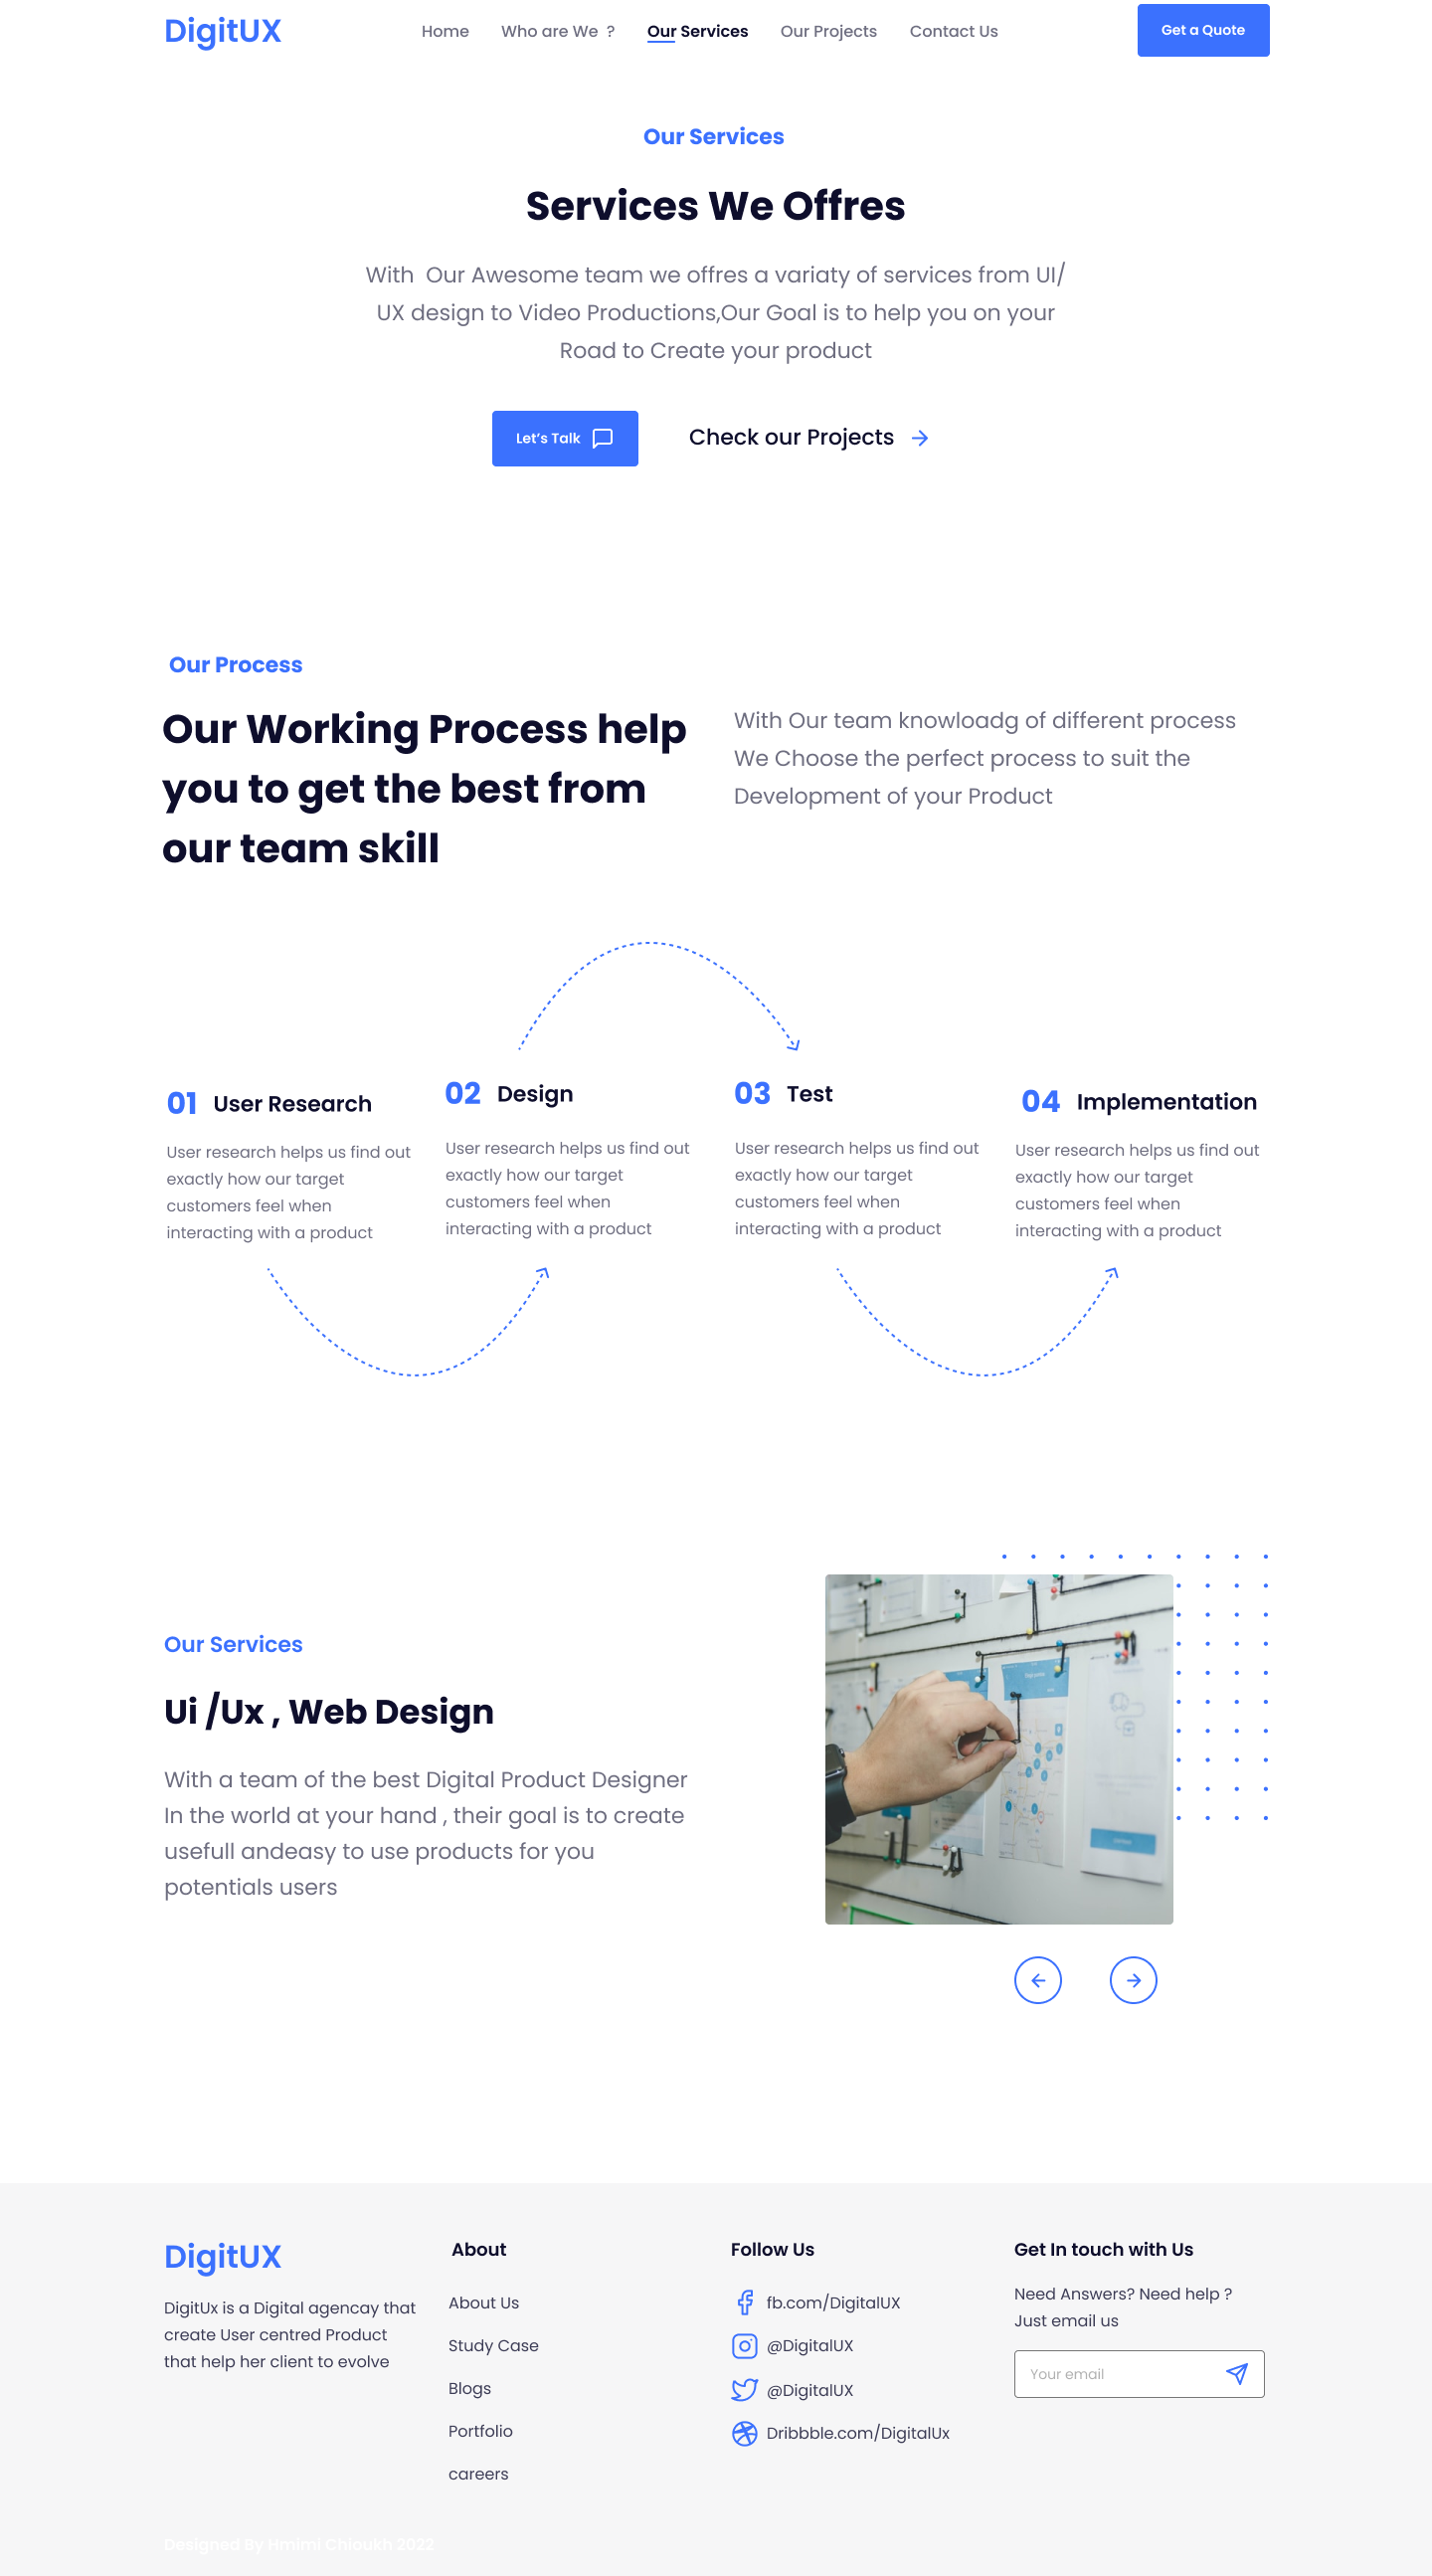 DigitUX
Home
Who are We ?
Our Services
Our Projects
Contact Us
Get a Quote
Our Services
Services We Offres
With Our Awesome team we offres a variaty of services from UI/
UX design to Video Productions,Our Goal is to help you on your
Road to Create your product
Let's Talk
Check our Projects
Our Process
Our Working Process help
you to get the best from
our team skill
With Our team knowloadg of different process
We Choose the perfect process to suit the
Development of your Product
01 User Research
User research helps us find out
exactly how our target
customers feel when
interacting with a product
02 Design
User research helps us find out
exactly how our target
customers feel when
interacting with a product
03 Test
User research helps us find out
exactly how our target
customers feel when
interacting with a product
04 Implementation
User research helps us find out
exactly how our target
customers feel when
interacting with a product
Our Services
Ui /Ux , Web Design
With a team of the best Digital Product Designer
In the world at your hand , their goal is to create
usefull andeasy to use products for you
potentials users
DigitUX
DigitUx is a Digital agencay that
create User centred Product
that help her client to evolve
About
About Us
Study Case
Blogs
Portfolio
careers
Follow Us
fb.com/DigitalUX
@DigitalUX
@DigitalUX
Dribbble.com/DigitalUx
Get In touch with Us
Need Answers? Need help ?
Just email us
Your email
Designed By Hmimi Chloukh 2022